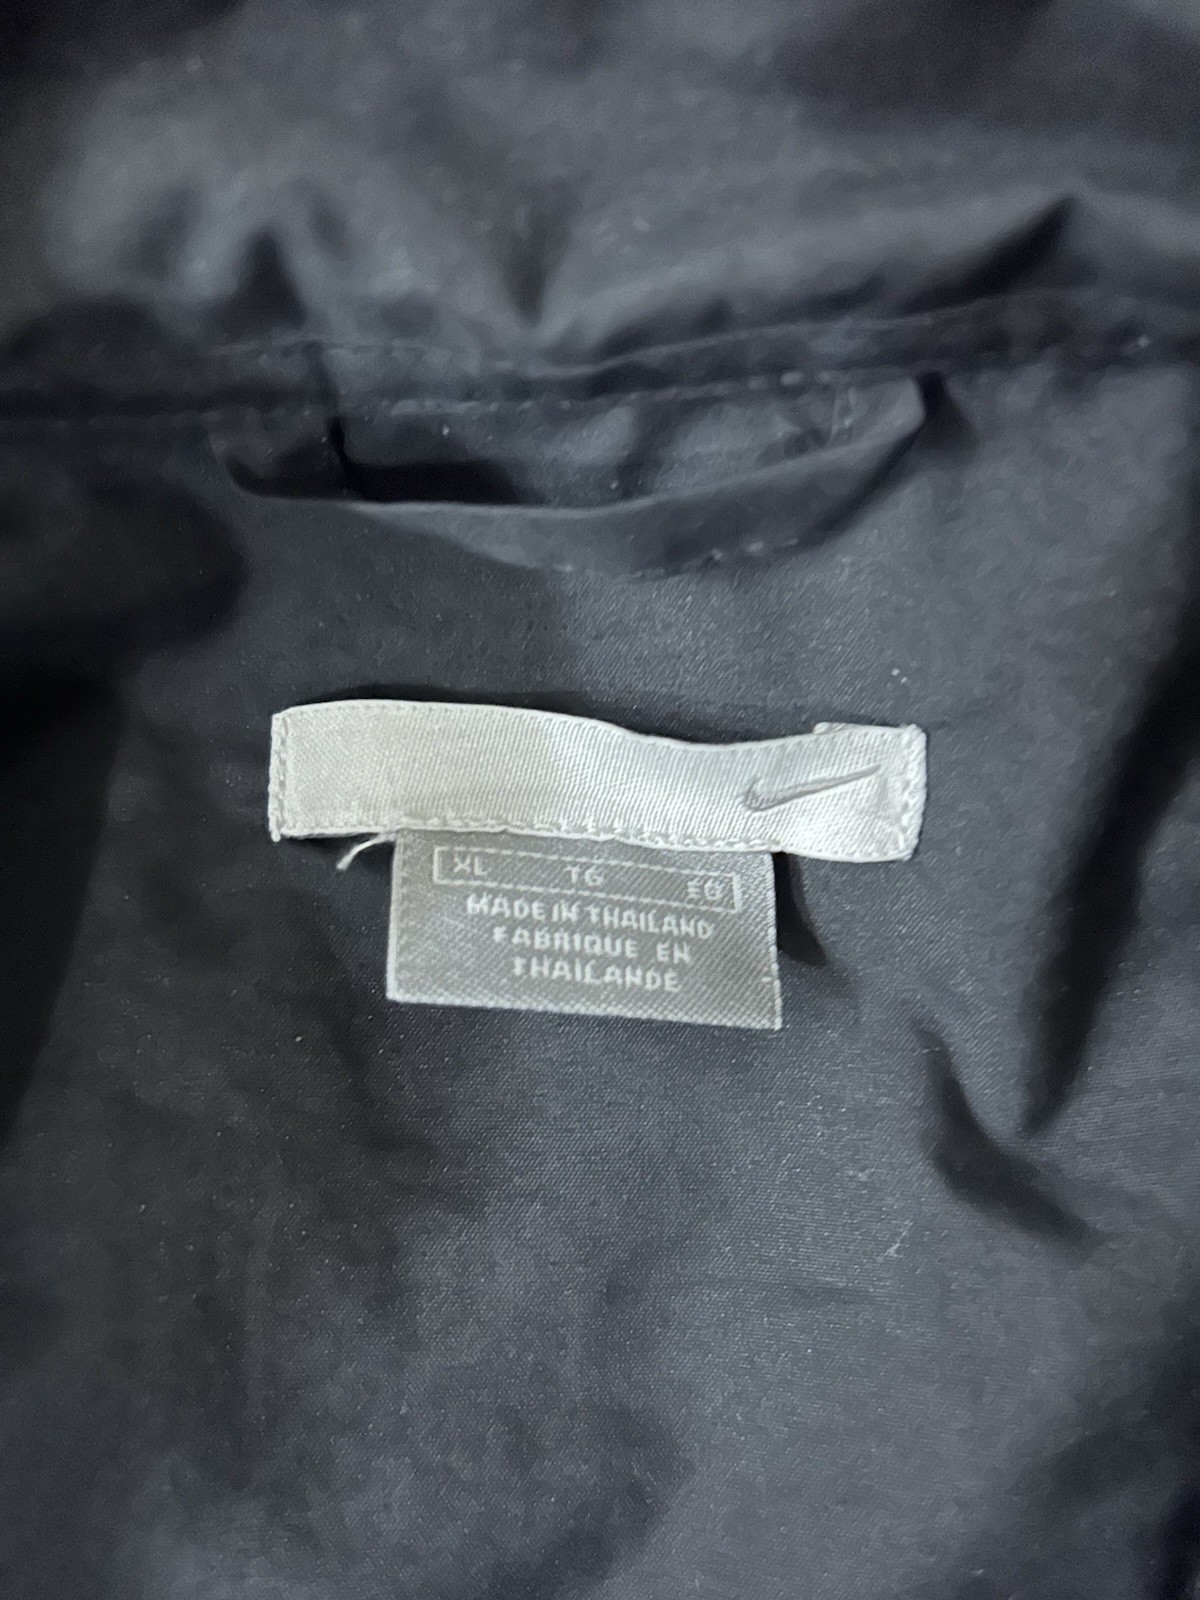 XL TG EG
MADE IN THAILAND
FABRIQUE EN
THAILANDE